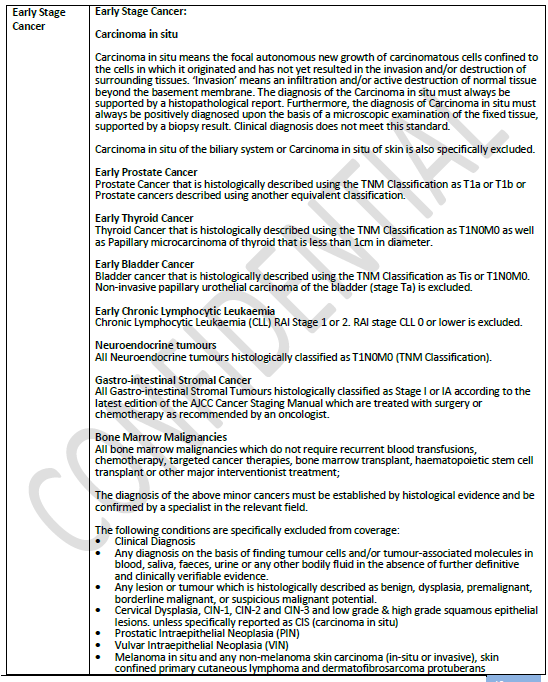 Early Stage
Cancer
Early Stage Cancer:
Carcinoma in situ
Carcinoma in situ means the focal autonomous new growth of carcinomatous cells confined to
the cells in which it originated and has not yet resulted in the invasion and/or destruction of
surrounding tissues. 'Invasion' means an infiltration and/or active destruction of normal tissue
beyond the basement membrane. The diagnosis of the Carcinoma in situ must always be
supported by a histopathological report. Furthermore, the diagnosis of Carcinoma in situ must
always be positively diagnosed upon the basis of a microscopic examination of the fixed tissue,
supported by a biopsy result. Clinical diagnosis does not meet this standard.
Carcinoma in situ of the biliary system or Carcinoma in situ of skin is also specifically excluded.
Early Prostate Cancer
Prostate Cancer that is histologically described using the TNM Classification as T1a or T1b or
Prostate cancers described using another equivalent classification.
Early Thyroid Cancer
Thyroid Cancer that is histologically described using the TNM Classification as T1N0M0 as well
as Papillary microcarcinoma of thyroid that is less than 1cm in diameter.
Early Bladder Cancer
Bladder cancer that is histologically described using the TNM Classification as Tis or T1N0M0.
Non-invasive papillary urothelial carcinoma of the bladder (stage Ta) is excluded.
Early Chronic Lymphocytic Leukaemia
Chronic Lymphocytic Leukaemia (CLL) RAI Stage 1 or 2. RAI stage CLL 0 or lower is excluded.
Neuroendocrine tumours
All Neuroendocrine tumours histologically classified as T1N0M0 (TNM Classification).
Gastro-intestinal Stromal Cancer
All Gastro-intestinal Stromal Tumours histologically classified as Stage I or IA according to the
latest edition of the AJCC Cancer Staging Manual which are treated with surgery or
chemotherapy as recommended by an oncologist.
Bone Marrow Malignancies
All bone marrow malignancies which do not require recurrent blood transfusions,
chemotherapy, targeted cancer therapies, bone marrow transplant, haematopoietic stem cell
transplant or other major interventionist treatment;
The diagnosis of the above minor cancers must be established by histological evidence and be
confirmed by a specialist in the relevant field.
The following conditions are specifically excluded from coverage:
• Clinical Diagnosis
• Any diagnosis on the basis of finding tumour cells and/or tumour-associated molecules in
blood, saliva, faeces, urine or any other bodily fluid in the absence of further definitive
and clinically verifiable evidence.
• Any lesion or tumour which is histologically described as benign, dysplasia, premalignant,
borderline malignant, or suspicious malignant potential.
• Cervical Dysplasia, CIN-1, CIN-2 and CIN-3 and low grade & high grade squamous epithelial
lesions. unless specifically reported as CIS (carcinoma in situ)
• Prostatic Intraepithelial Neoplasia (PIN)
• Vulvar Intraepithelial Neoplasia (VIN)
• Melanoma in situ and any non-melanoma skin carcinoma (in-situ or invasive), skin
confined primary cutaneous lymphoma and dermatofibrosarcoma protuberans
CONFIDENTIAL